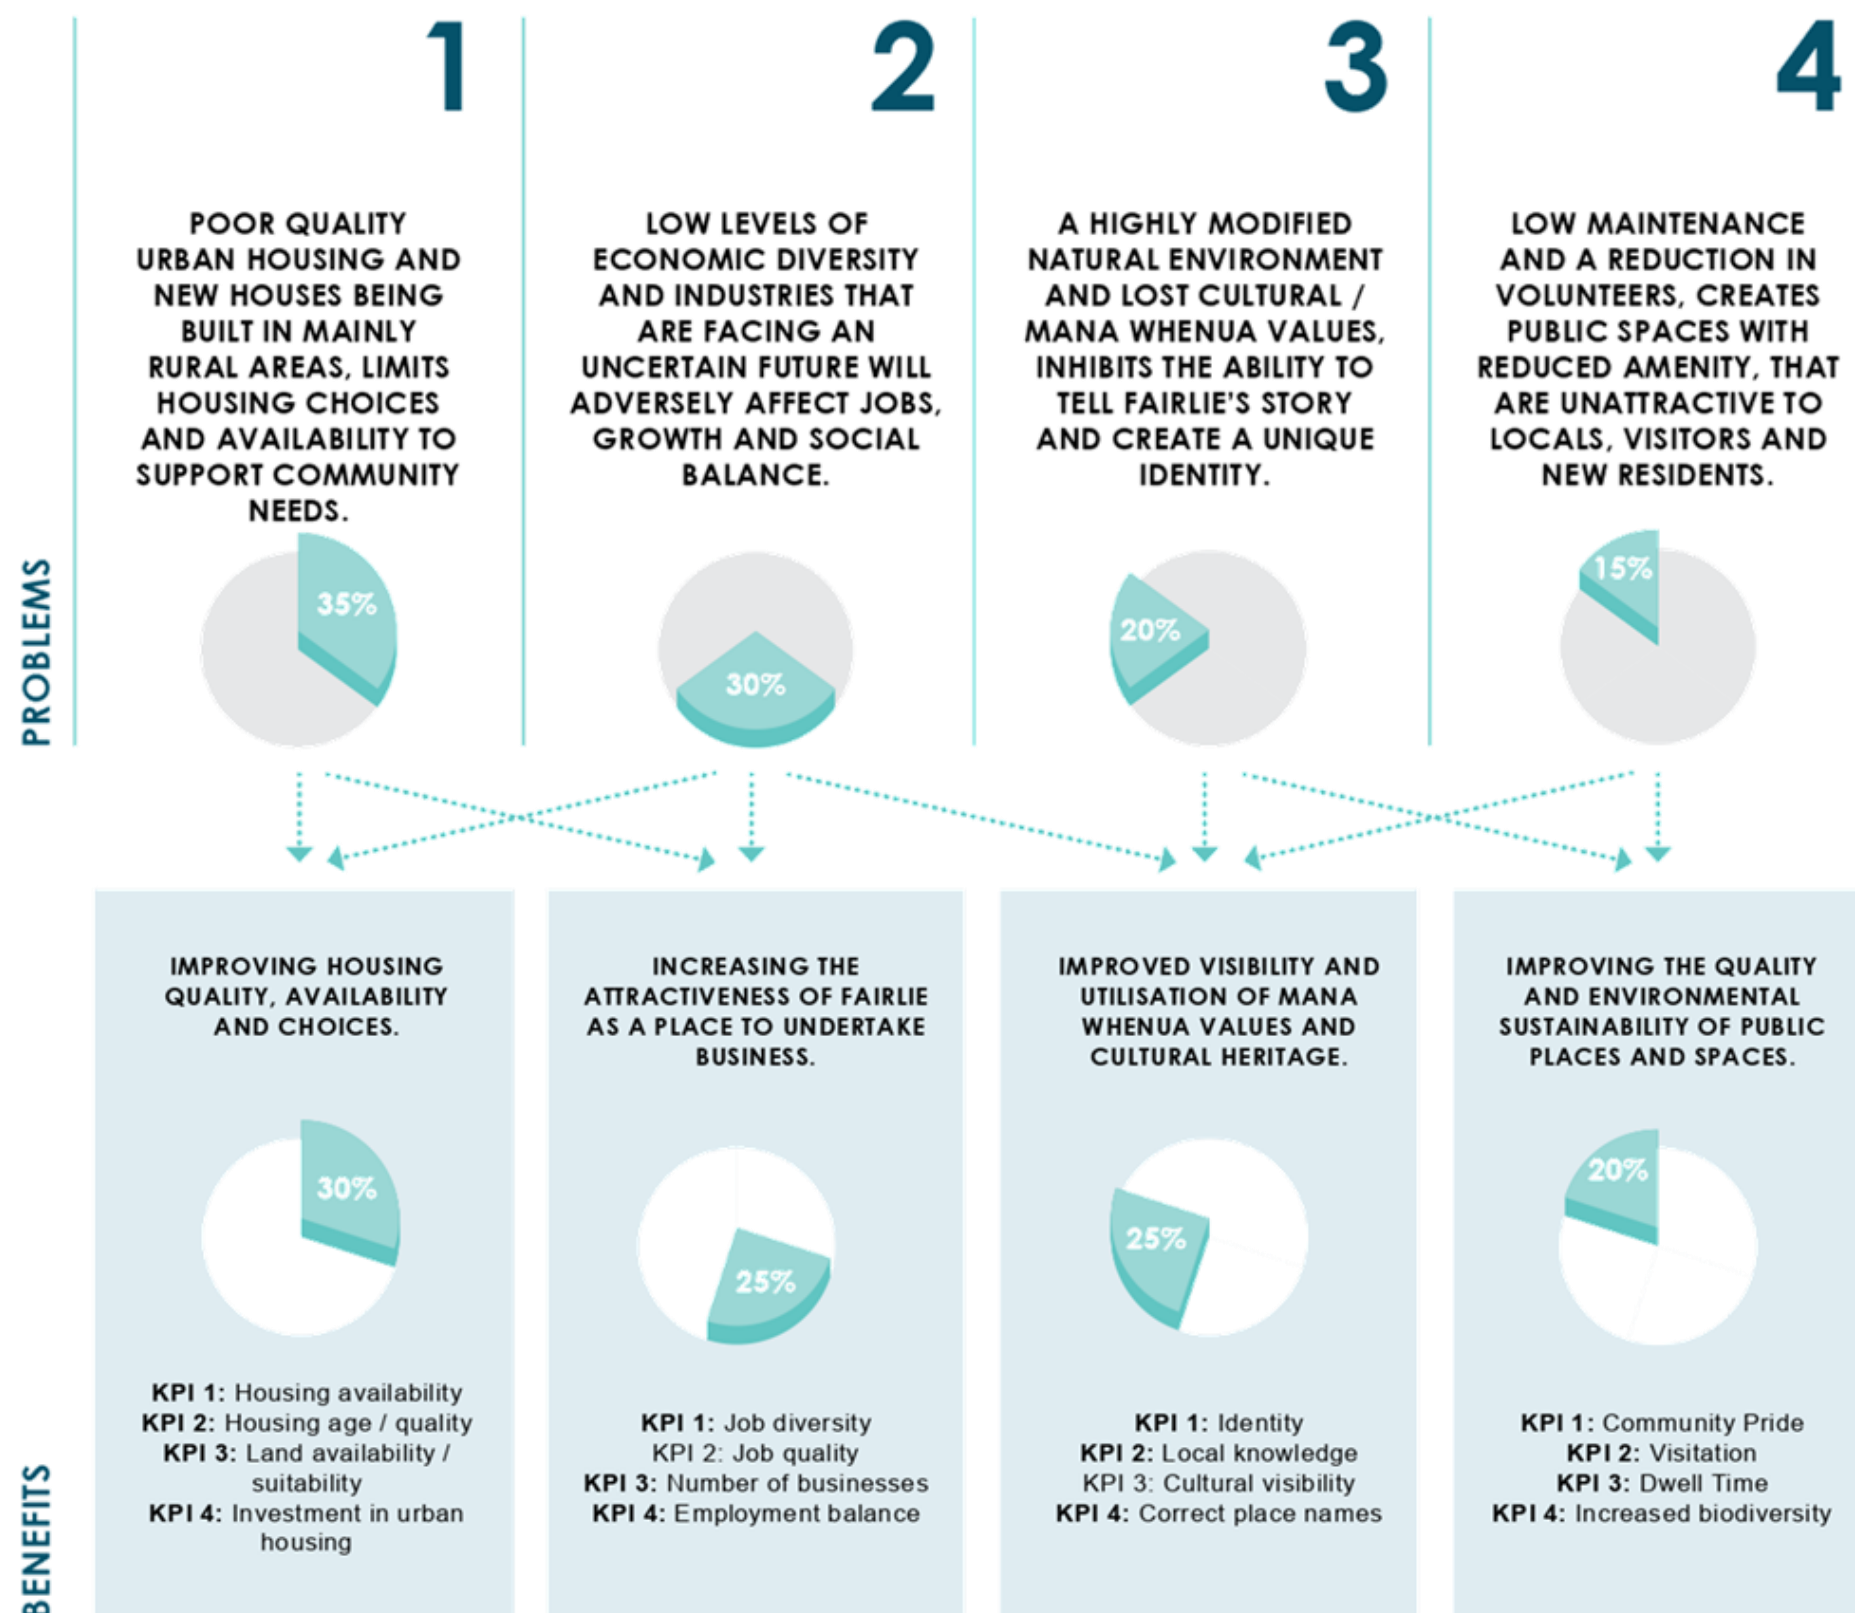 1
POOR QUALITY
URBAN HOUSING AND
NEW HOUSES BEING
BUILT IN MAINLY
RURAL AREAS, LIMITS
HOUSING CHOICES
AND AVAILABILITY TO
SUPPORT COMMUNITY
NEEDS.
35%
2
LOW LEVELS OF
ECONOMIC DIVERSITY
AND INDUSTRIES THAT
ARE FACING AN
UNCERTAIN FUTURE WILL
ADVERSELY AFFECT JOBS,
GROWTH AND SOCIAL
BALANCE.
30%
3
A HIGHLY MODIFIED
NATURAL ENVIRONMENT
AND LOST CULTURAL /
MANA WHENUA VALUES,
INHIBITS THE ABILITY TO
TELL FAIRLIE'S STORY
AND CREATE A UNIQUE
IDENTITY.
20%
4
LOW MAINTENANCE
AND A REDUCTION IN
VOLUNTEERS, CREATES
PUBLIC SPACES WITH
REDUCED AMENITY, THAT
ARE UNATTRACTIVE TO
LOCALS, VISITORS AND
NEW RESIDENTS.
15%
PROBLEMS
IMPROVING HOUSING
QUALITY, AVAILABILITY
AND CHOICES.
30%
KPI 1: Housing availability
KPI 2: Housing age / quality
KPI 3: Land availability /
suitability
KPI 4: Investment in urban
housing
INCREASING THE
ATTRACTIVENESS OF FAIRLIE
AS A PLACE TO UNDERTAKE
BUSINESS.
25%
KPI 1: Job diversity
KPI 2: Job quality
KPI 3: Number of businesses
KPI 4: Employment balance
IMPROVED VISIBILITY AND
UTILISATION OF MANA
WHENUA VALUES AND
CULTURAL HERITAGE.
25%
KPI 1: Identity
KPI 2: Local knowledge
KPI 3: Cultural visibility
KPI 4: Correct place names
IMPROVING THE QUALITY
AND ENVIRONMENTAL
SUSTAINABILITY OF PUBLIC
PLACES AND SPACES.
20%
KPI 1: Community Pride
KPI 2: Visitation
KPI 3: Dwell Time
KPI 4: Increased biodiversity
BENEFITS